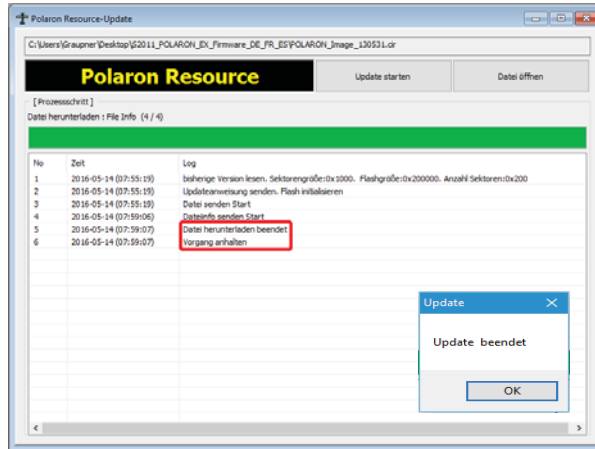 Polaron Resource-Update
C:\Users\Graupner\Desktop\S2011_POLARON_EX_Firmware_DE_FR_ES\POLARON_Image_130531.cir
Polaron Resource Update starten Datei öffnen
[Prozessschritt]
Datei herunterladen : File Info (4 / 4)
No Zeit Log
1 2016-05-14 (07:55:19) bisherige Version lesen. Sektorengröße:0x1000. Flashgröße:0x200000. Anzahl Sektoren:0x200
2 2016-05-14 (07:55:19) Updateanweisung senden. Flash initialisieren
3 2016-05-14 (07:55:19) Datei senden Start
4 2016-05-14 (07:59:06) Dateiinfo senden Start
5 2016-05-14 (07:59:07) Datei herunterladen beendet
6 2016-05-14 (07:59:07) Vorgang anhalten
Update
Update beendet
OK